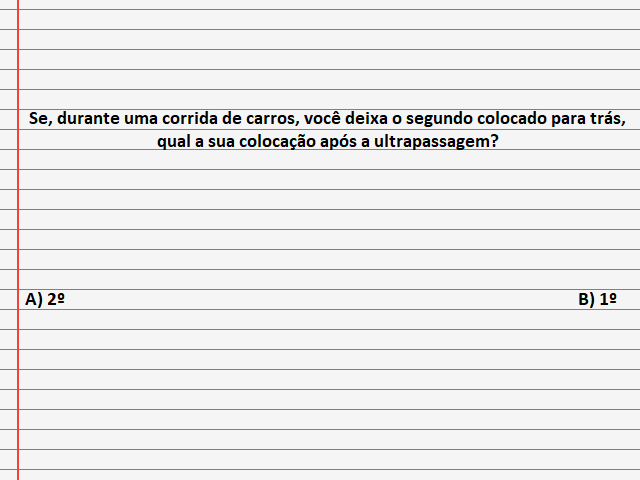 Se, durante uma corrida de carros, você deixa o segundo colocado para trás,
qual a sua colocação após a ultrapassagem?
A) 2º
B) 1º